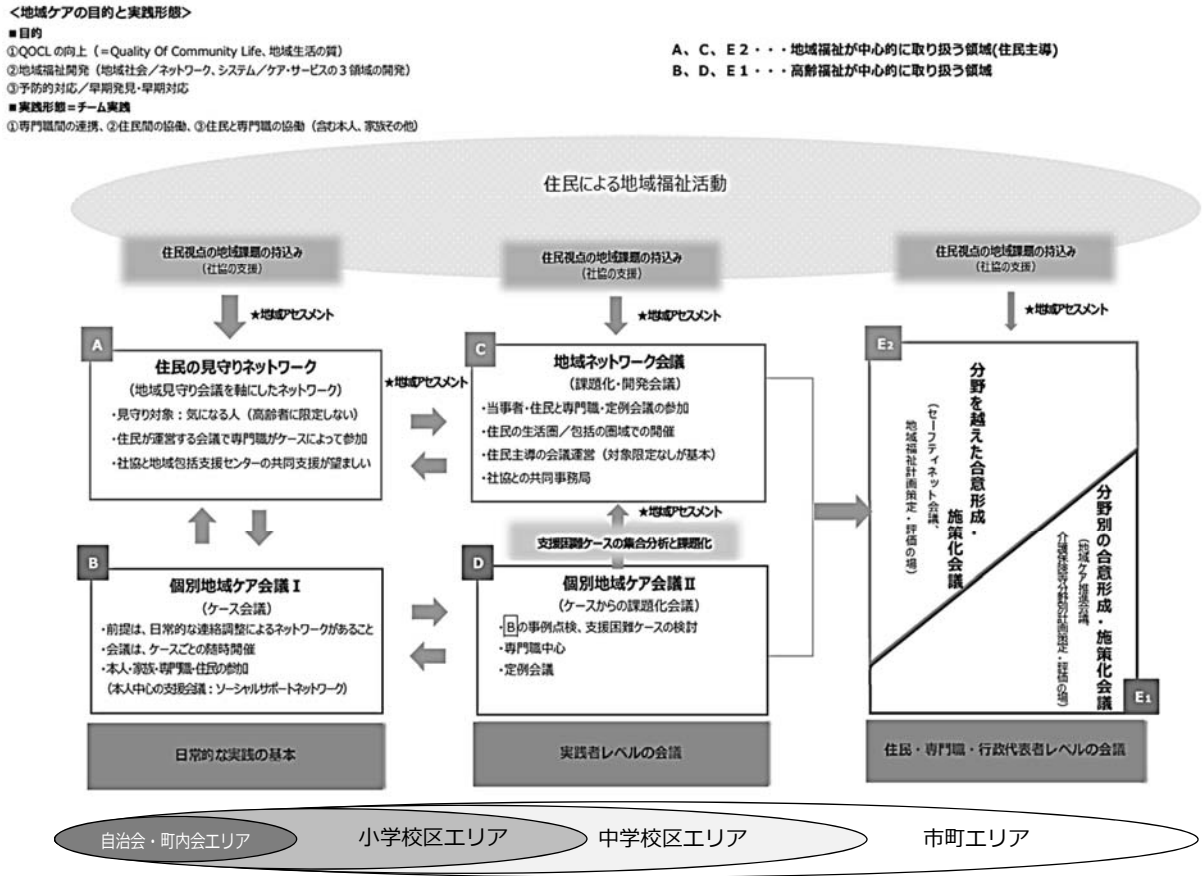 ＜地域ケアの目的と実践形態＞
■目的
①QOCLの向上（=Quality Of Community Life、地域生活の質）
②地域福祉開発（地域社会／ネットワーク、システム／ケア・サービスの３領域の開発）
③予防的対応／早期発見・早期対応
■実践形態＝チーム実践
①専門職間の連携、②住民間の協働、③住民と専門職の協働（含む本人、家族その他）
A、C、E２・・・地域福祉が中心的に取り扱う領域(住民主導)
B、D、E１・・・高齢福祉が中心的に取り扱う領域
住民による地域福祉活動
住民視点の地域課題の持込み
（社協の支援）
★地域アセスメント
住民視点の地域課題の持込み
（社協の支援）
★地域アセスメント
住民視点の地域課題の持込み
（社協の支援）
★地域アセスメント
A
住民の見守りネットワーク
（地域見守り会議を軸にしたネットワーク）
・見守り対象：気になる人（高齢者に限定しない）
・住民が運営する会議で専門職がケースによって参加
・社協と地域包括支援センターの共同支援が望ましい
★地域アセスメント
C
地域ネットワーク会議
（課題化・開発会議）
・当事者・住民と専門職・定例会議の参加
・住民の生活圏／包括の圏域での開催
・住民主導の会議運営（対象限定なしが基本）
・社協との共同事務局
★地域アセスメント
支援困難ケースの集合分析と課題化
B
個別地域ケア会議Ⅰ
（ケース会議）
・前提は、日常的な連絡調整によるネットワークがあること
・会議は、ケースごとの随時開催
・本人・家族・専門職・住民の参加
（本人中心の支援会議：ソーシャルサポートネットワーク）
D
個別地域ケア会議Ⅱ
（ケースからの課題化会議）
・Bの事例点検、支援困難ケースの検討
・専門職中心
・定例会議
E2
分野を越えた合意形成・
施策化会議
（セーフティネット会議、
地域福祉計画策定・評価の場）
分野別の合意形成・施策化会議
（地域ケア推進会議、
介護保険等分野別計画策定・評価の場）
E1
日常的な実践の基本
実践者レベルの会議
住民・専門職・行政代表者レベルの会議
自治会・町内会エリア
小学校区エリア
中学校区エリア
市町エリア